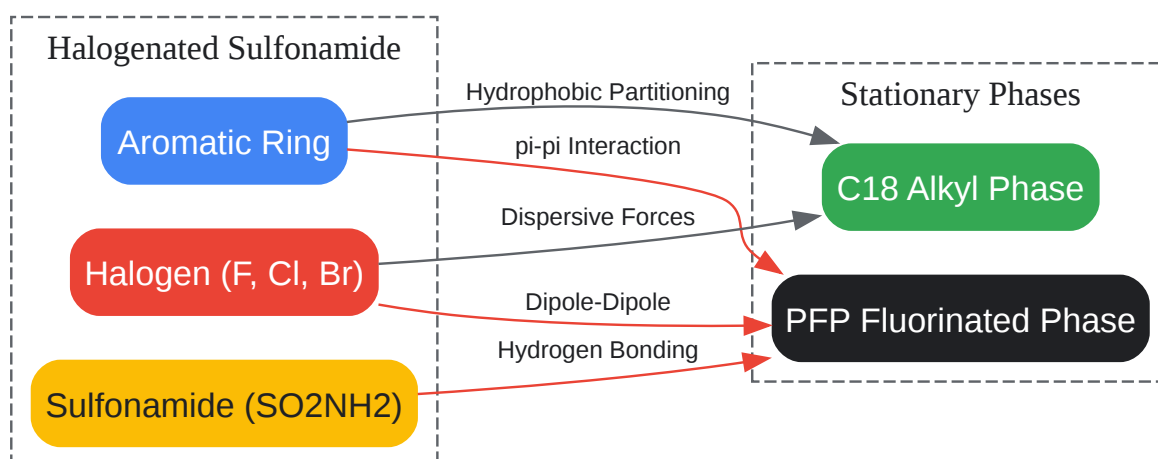 Halogenated Sulfonamide
Aromatic Ring
Halogen (F, Cl, Br)
Sulfonamide (SO2NH2)
Hydrophobic Partitioning
pi-pi Interaction
Dispersive Forces
Dipole-Dipole
Hydrogen Bonding
Stationary Phases
C18 Alkyl Phase
PFP Fluorinated Phase